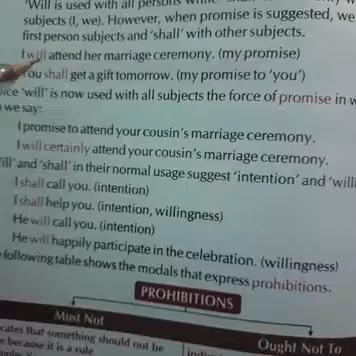 'Will is used with all persons while 'shall'
subjects (I, we). However, when promise is suggested, we
first person subjects and 'shall' with other subjects.
I will attend her marriage ceremony. (my promise)
You shall get a gift tomorrow. (my promise to 'you')
'will' is now used with all subjects the force of promise in
we say:
I promise to attend your cousin's marriage ceremony.
I will certainly attend your cousin's marriage ceremony.
'Will' and 'shall' in their normal usage suggest 'intention' and
I shall call you. (intention)
I shall help you. (intention, willingness)
He will call you. (intention)
He will happily participate in the celebration. (willingness)
following table shows the modals that express prohibitions.
PROHIBITIONS
Must Not
Ought Not To
cates that something should not be
because it is a rule